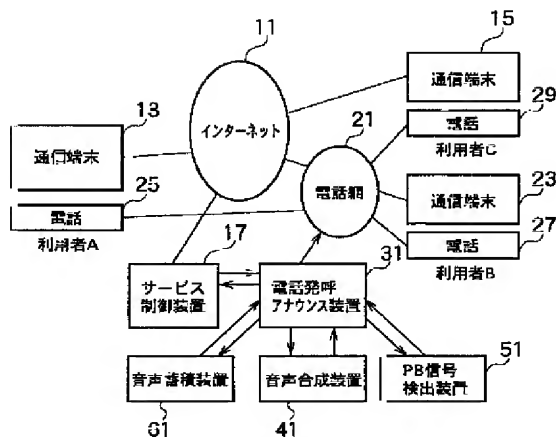 11
15
13
29
通信端末
21
電話
インターネット
利用者C
通信端末
25
23
電話網
通信端末
電話
27
利用者A
17
31
電話
利用者B
サービス
制御装置
電話発呼
アナウンス装置
51
音声蓄積装置
音声合成装置
PB信号
検出装置
61
41